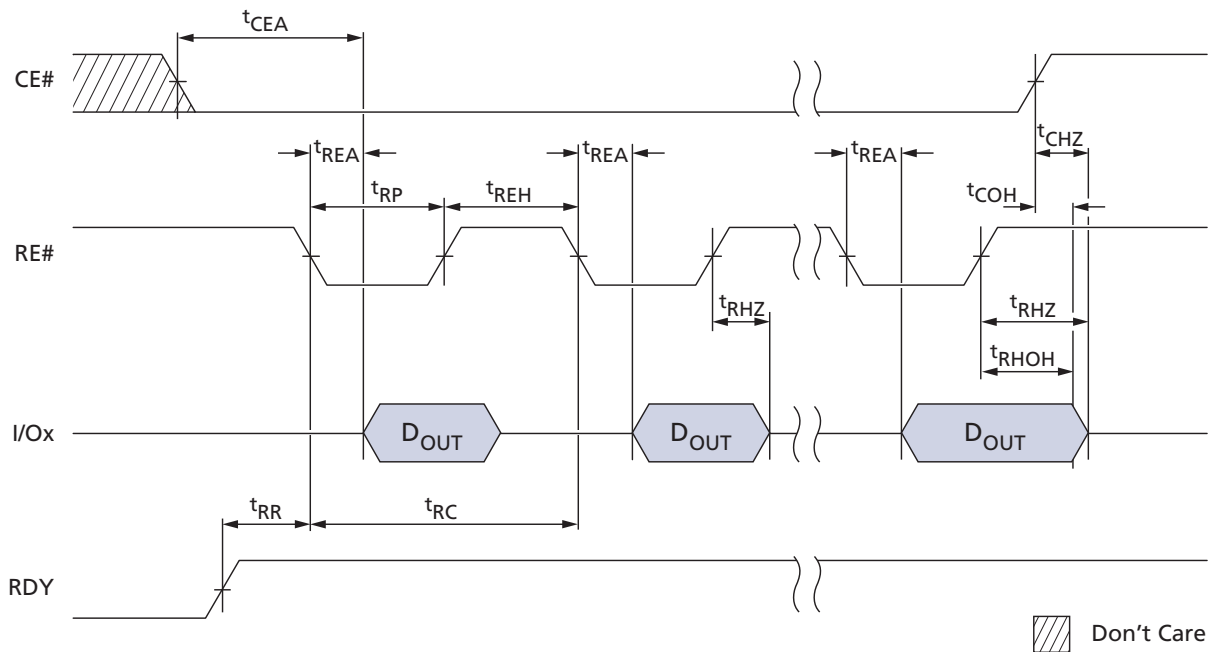 tCEA
CE#
tREA
tREA
tREA
tCHZ
tRP
tREH
tCOH
RE#
tRHZ
tRHZ
tRHOH
I/Ox
DOUT
DOUT
DOUT
tRR
tRC
RDY
Don't Care